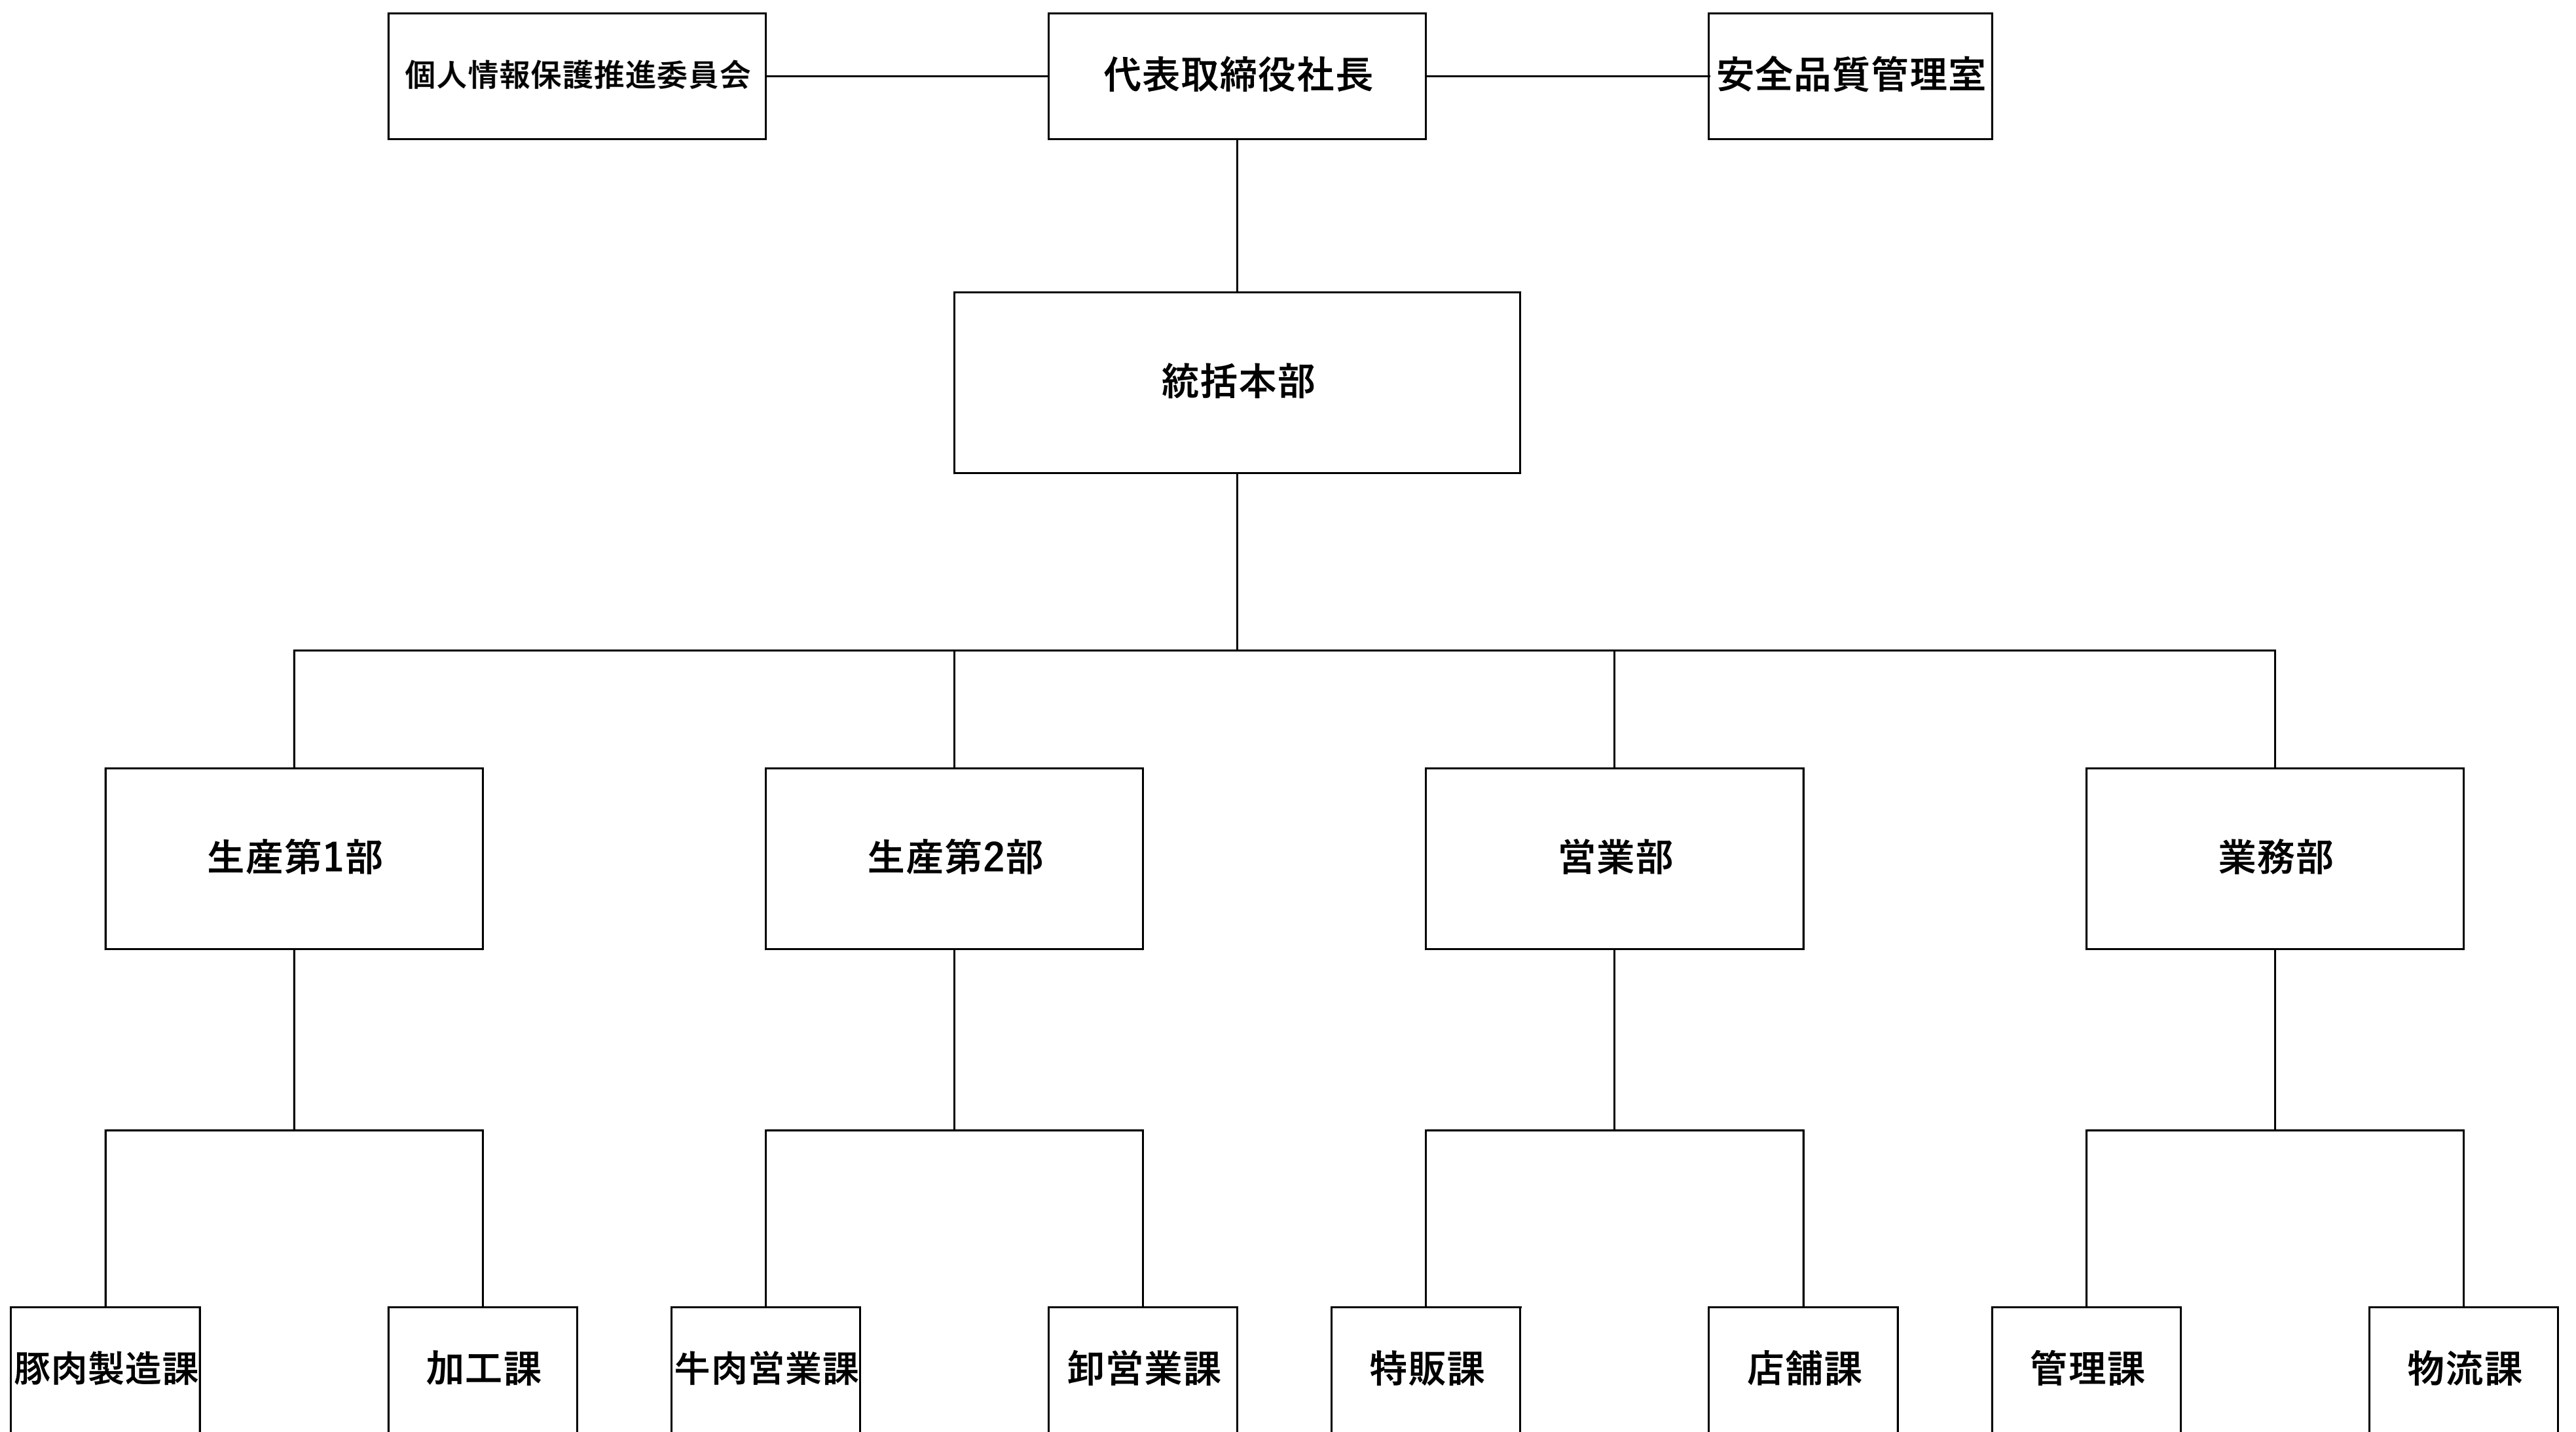 個人情報保護推進委員会
代表取締役社長
安全品質管理室
統括本部
生産第1部
生産第2部
営業部
業務部
豚肉製造課
加工課
牛肉営業課
卸営業課
特販課
店舗課
管理課
物流課